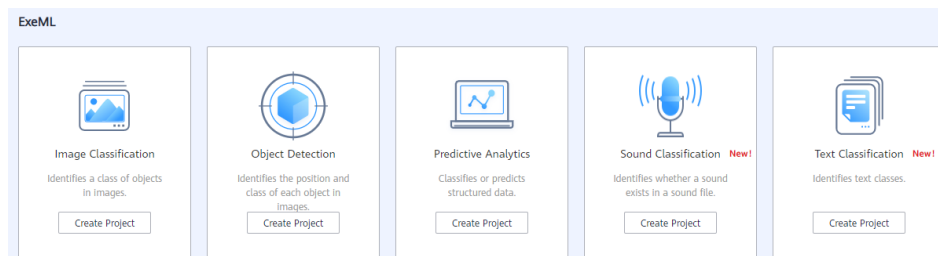 ExeML
Image Classification
Identifies a class of objects
in images.
Create Project
Object Detection
Identifies the position and
class of each object in
images.
Create Project
Predictive Analytics
Classifies or predicts
structured data.
Create Project
Sound Classification New!
Identifies whether a sound
exists in a sound file.
Create Project
Text Classification New!
Identifies text classes.
Create Project